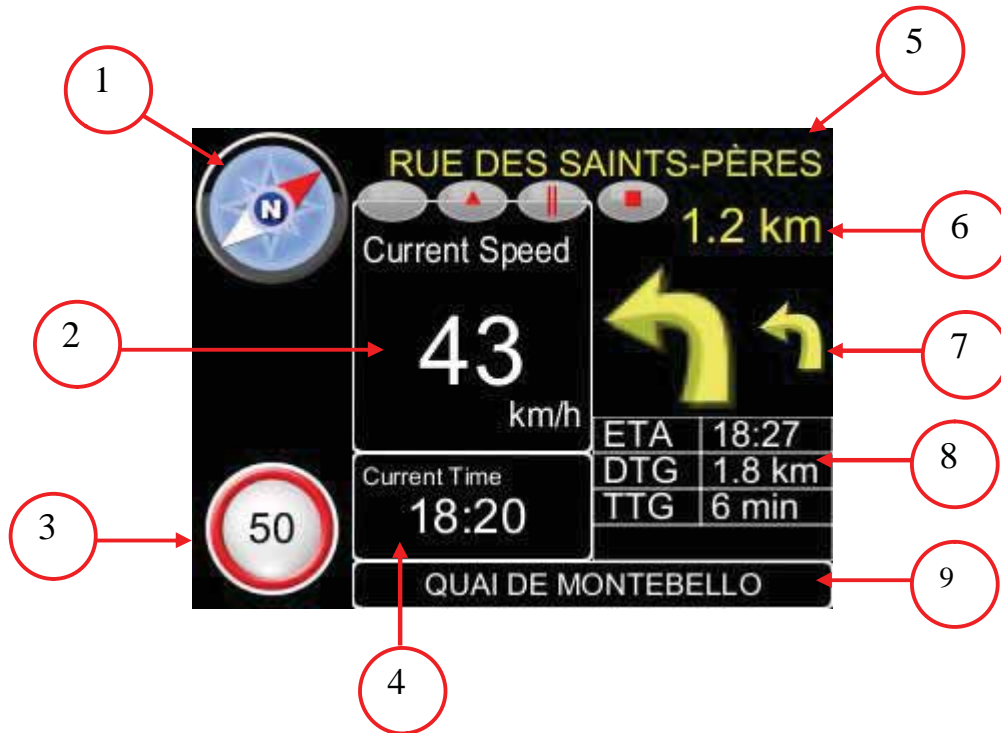 1
5
RUE DES SAINTS-PÈRES
N
1.2 km
6
Current Speed
2
43
7
km/h
ETA 18:27
DTG 1.8 km
8
TTG 6 min
Current Time
18:20
3
50
QUAI DE MONTEBELLO
9
4